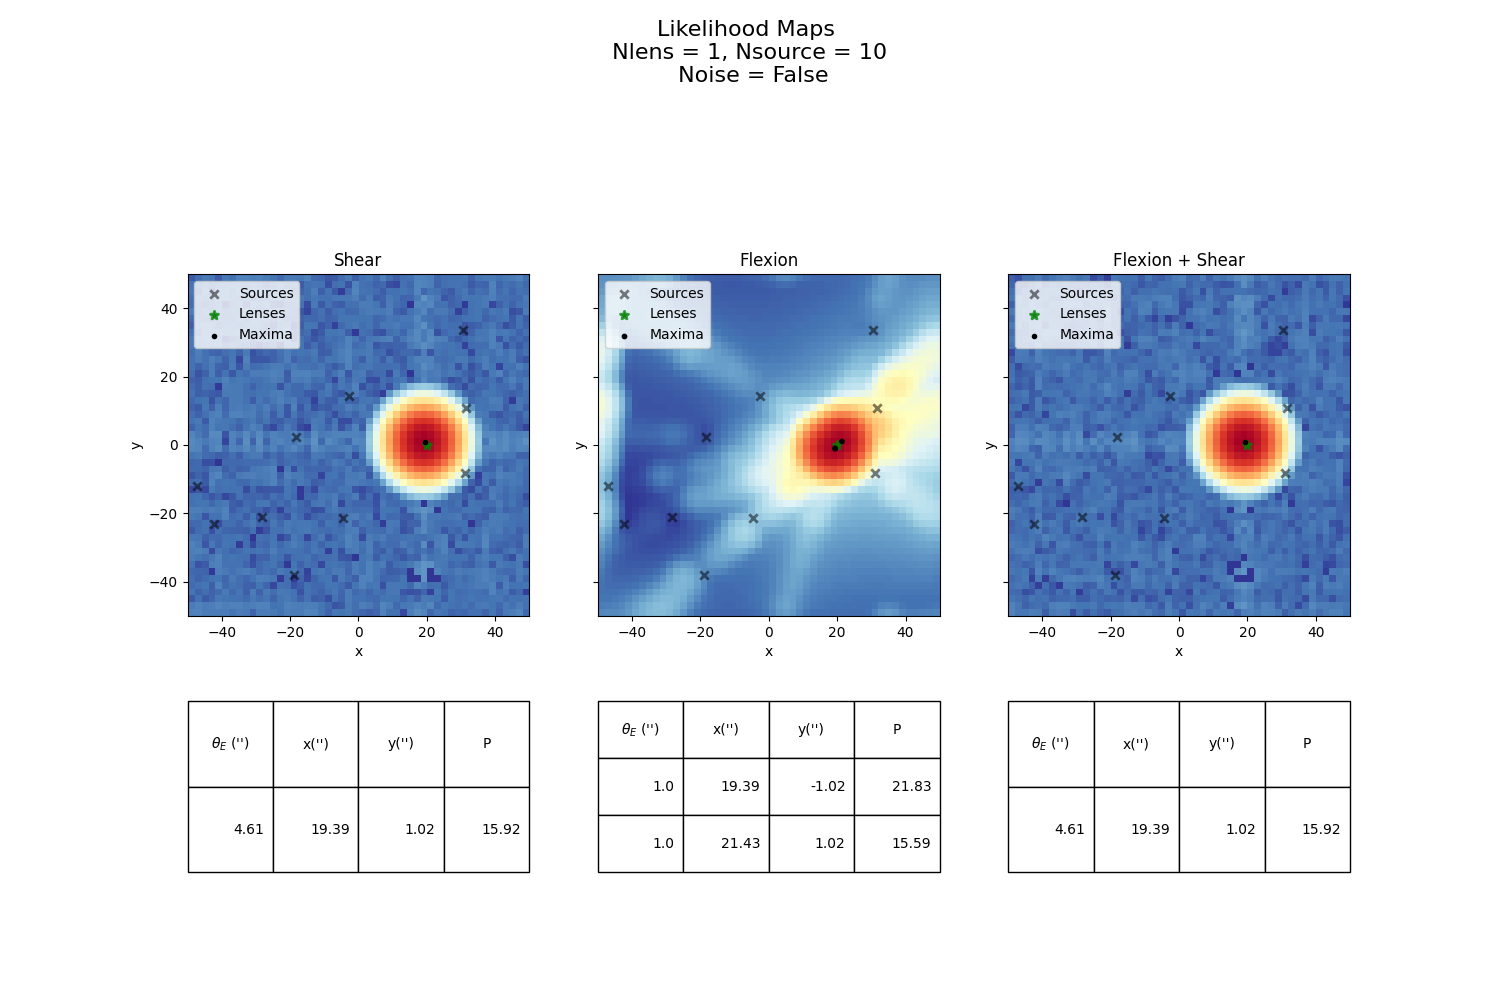 Likelihood Maps
Nlens = 1, Nsource = 10
Noise = False
Shear
Sources
Lenses
Maxima
40
20
0
−20
−40
y
−40 −20 0 20 40
x
Flexion
Sources
Lenses
Maxima
y
−40 −20 0 20 40
x
Flexion + Shear
Sources
Lenses
Maxima
y
−40 −20 0 20 40
x
θE ('') x('') y('') P
4.61 19.39 1.02 15.92
θE ('') x('') y('') P
1.0 19.39 -1.02 21.83
1.0 21.43 1.02 15.59
θE ('') x('') y('') P
4.61 19.39 1.02 15.92